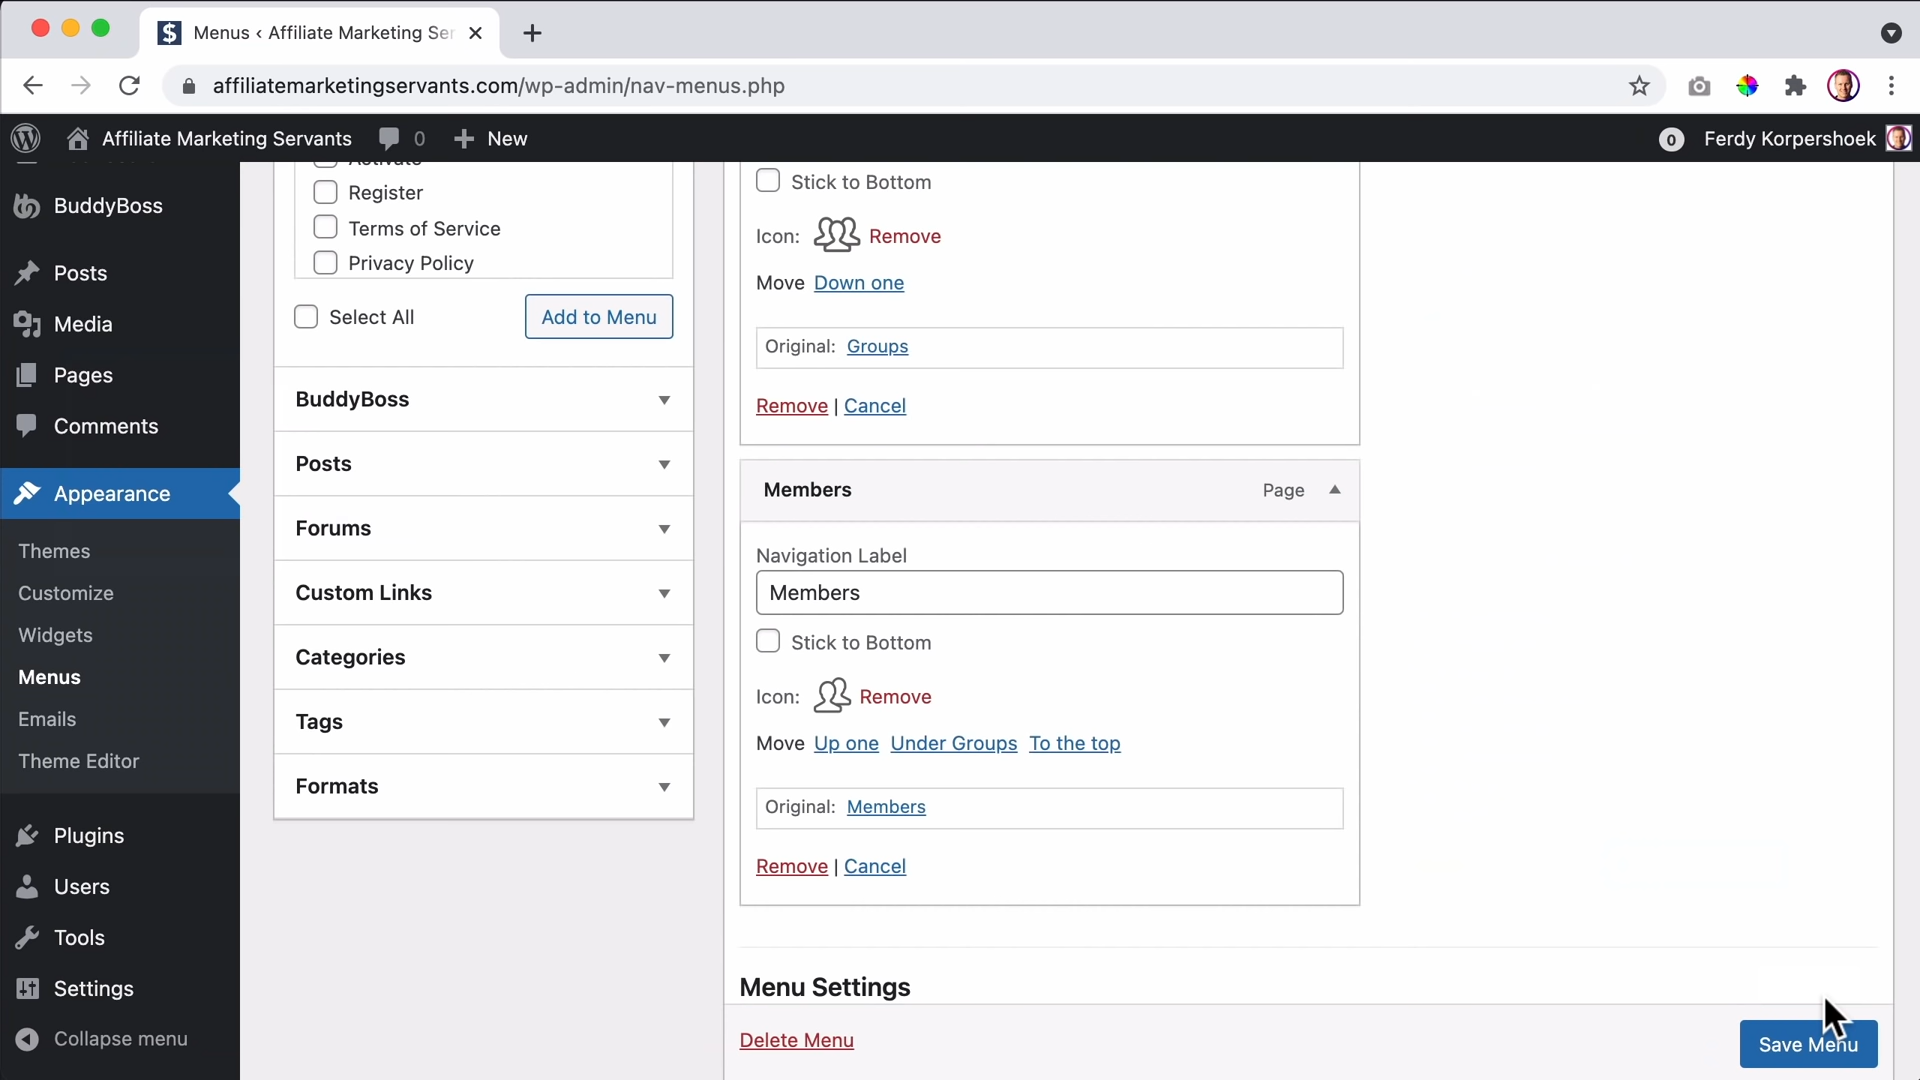 Menus ‹ Affiliate Marketing Ser
affiliatemarketingservants.com/wp-admin/nav-menus.php
Affiliate Marketing Servants
0
New
0
Ferdy Korpershoek
BuddyBoss
Posts
Media
Pages
Comments
Appearance
Themes
Customize
Widgets
Menus
Emails
Theme Editor
Plugins
Users
Tools
Settings
Collapse menu
Activate
Register
Terms of Service
Privacy Policy
Select All
Add to Menu
BuddyBoss
Posts
Forums
Custom Links
Categories
Tags
Formats
Stick to Bottom
Icon: Remove
Move Down one
Original: Groups
Remove | Cancel
Members Page
Navigation Label
Members
Stick to Bottom
Icon: Remove
Move Up one Under Groups To the top
Original: Members
Remove | Cancel
Menu Settings
Delete Menu
Save Menu